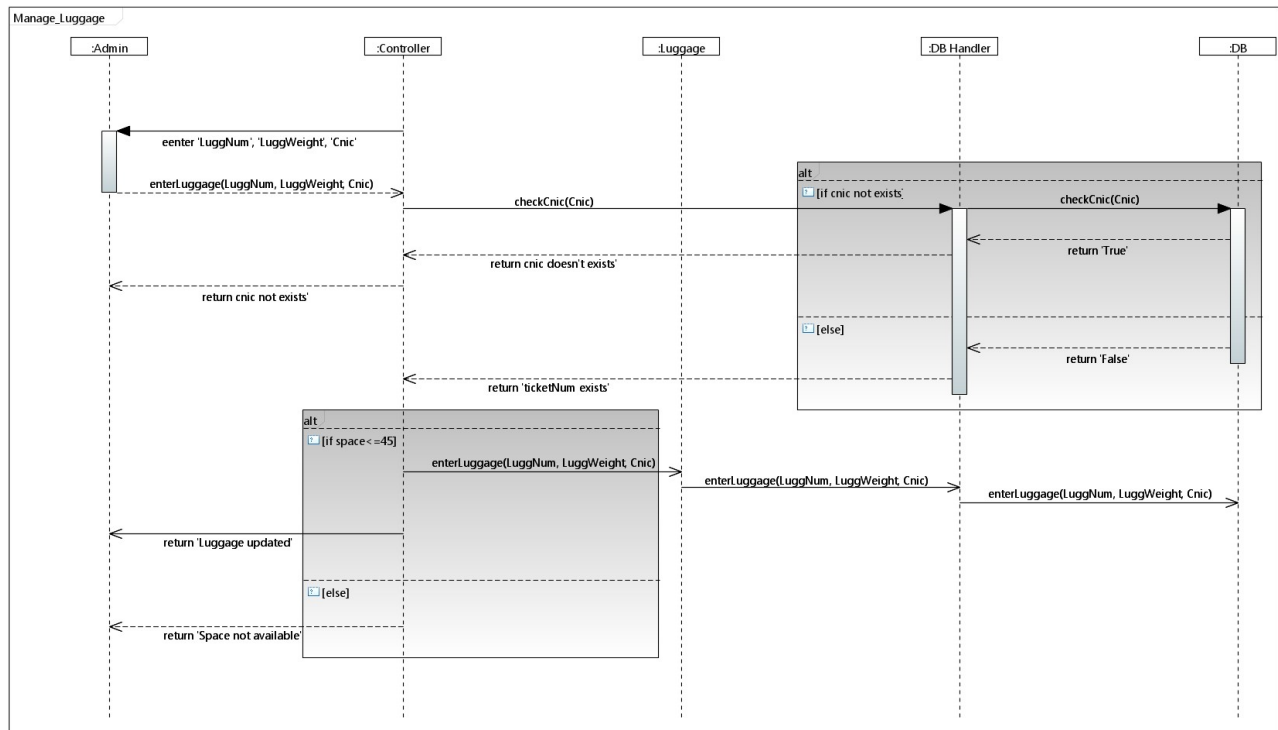 Manage_Luggage
:Admin
:Controller
:Luggage
:DB Handler
:DB
eenter 'LuggNum', 'LuggWeight', 'Cnic'
enterLuggage(LuggNum, LuggWeight, Cnic)
alt
[if cnic not exists]
checkCnic(Cnic)
checkCnic(Cnic)
return 'True'
return cnic doesn't exists'
return cnic not exists'
[else]
return 'False'
return 'ticketNum exists'
alt
[if space<=45]
enterLuggage(LuggNum, LuggWeight, Cnic)
enterLuggage(LuggNum, LuggWeight, Cnic)
enterLuggage(LuggNum, LuggWeight, Cnic)
return 'Luggage updated'
[else]
return 'Space not available'